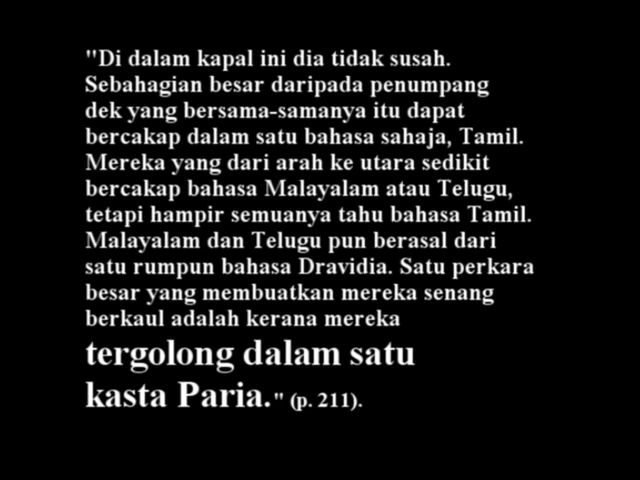 "Di dalam kapal ini dia tidak susah.
Sebahagian besar daripada penumpang
dek yang bersama-samanya itu dapat
bercakap dalam satu bahasa sahaja, Tamil.
Mereka yang dari arah ke utara sedikit
bercakap bahasa Malayalam atau Telugu,
tetapi hampir semuanya tahu bahasa Tamil.
Malayalam dan Telugu pun berasal dari
satu rumpun bahasa Dravidia. Satu perkara
besar yang membuatkan mereka senang
berkaul adalah kerana mereka
tergolong dalam satu
kasta Paria." (p. 211).